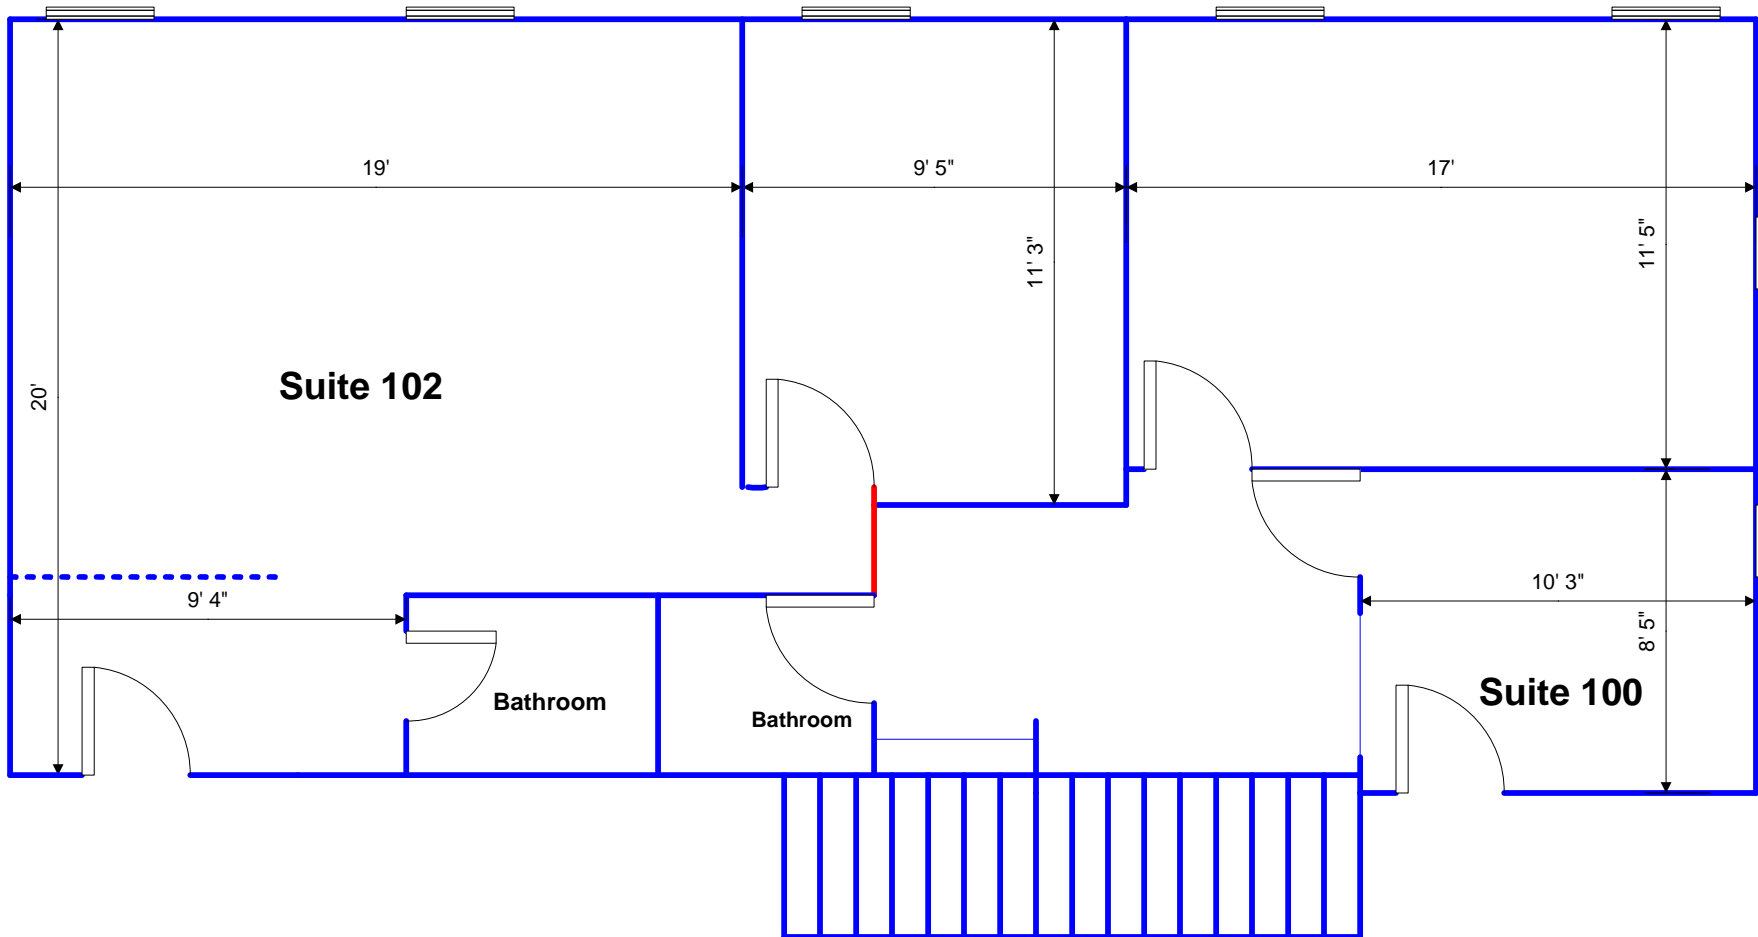 19'
9' 5"
17'
11' 3"
11' 5"
20'
Suite 102
9' 4"
10' 3"
8' 5"
Bathroom
Bathroom
Suite 100